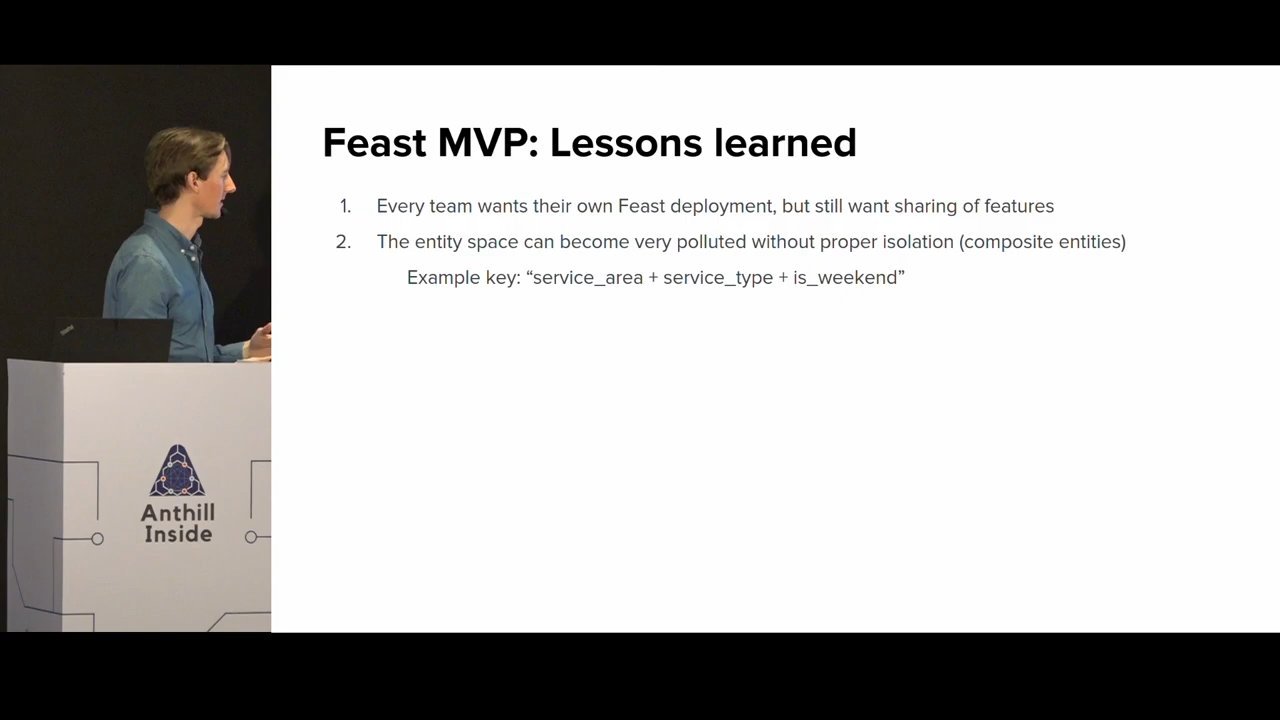 Feast MVP: Lessons learned
1. Every team wants their own Feast deployment, but still want sharing of features
2. The entity space can become very polluted without proper isolation (composite entities)
Example key: “service_area + service_type + is_weekend”
Anthill
Inside